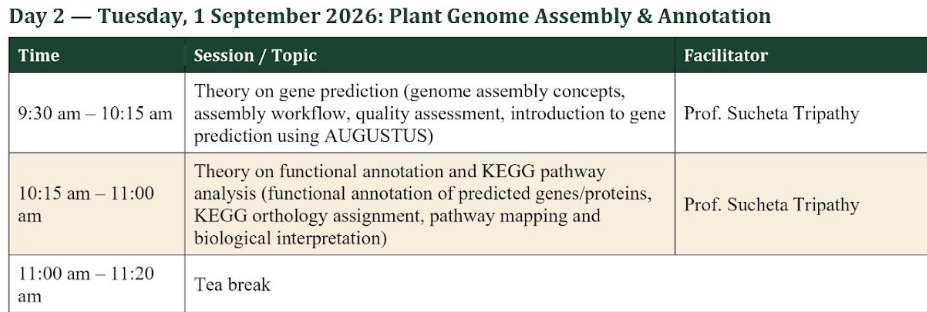 Day 2 — Tuesday, 1 September 2026: Plant Genome Assembly & Annotation
Time Session / Topic Facilitator
9:30 am – 10:15 am
Theory on gene prediction (genome assembly concepts,
assembly workflow, quality assessment, introduction to gene
prediction using AUGUSTUS)
Prof. Sucheta Tripathy
10:15 am – 11:00
am
Theory on functional annotation and KEGG pathway
analysis (functional annotation of predicted genes/proteins,
KEGG orthology assignment, pathway mapping and
biological interpretation)
Prof. Sucheta Tripathy
11:00 am – 11:20
am
Tea break